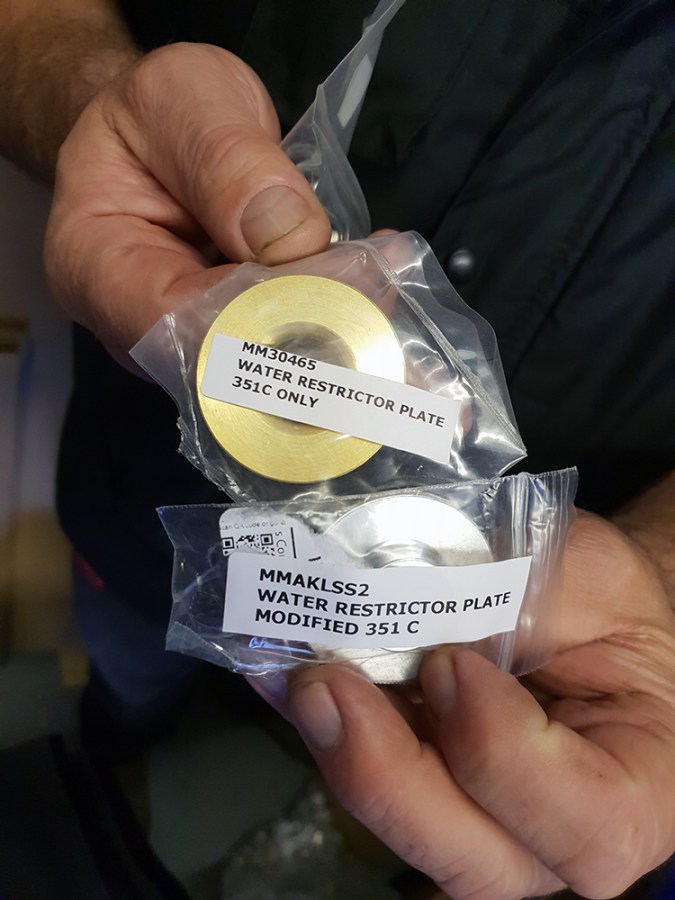 MM30465
WATER RESTRICTOR PLATE
351C ONLY
MMAKLSS2
WATER RESTRICTOR PLATE
MODIFIED 351 C